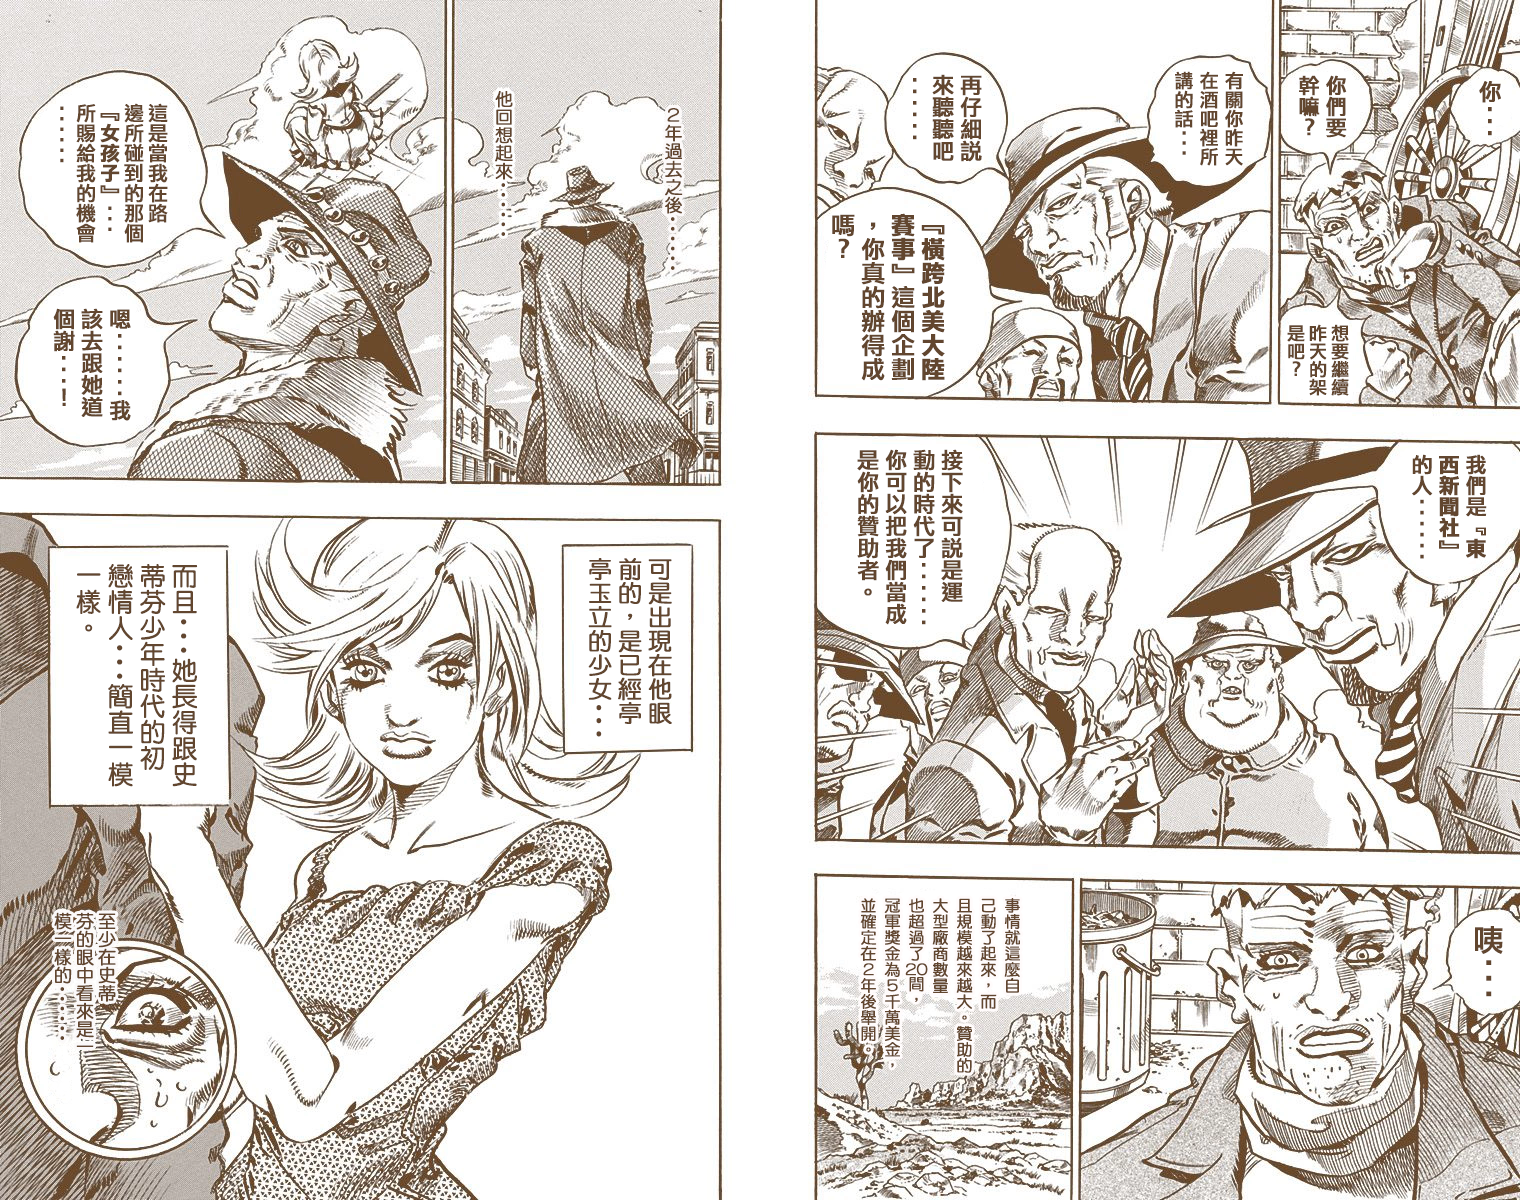 你⋯
你們要
幹嘛？
想要繼續
昨天的架
是吧？
有關你昨天
在酒吧裡所
講的話⋯
再仔細說
來聽聽吧
⋯⋯
『橫跨北美大陸
賽事』這個企劃
，你真的辦得成
嗎？
我們是『東
西新聞社』
的人⋯⋯
接下來可說是運
動的時代了⋯⋯
你可以把我們當成
是你的贊助者。
咦⋯
事情就這麼自
己動了起來，而
且規模越來越大。贊助的
大型廠商數量
也超過了20間，
冠軍獎金為5千萬美金，
並確定在2年後舉開⋯
2年過去之後⋯⋯
他回想起來⋯⋯
這是當我在路
邊所碰到的那個
『女孩子』⋯
所賜給我的機會
⋯⋯
嗯⋯⋯我
該去跟她道
個謝⋯！
可是出現在他眼
前的，是已經亭
亭玉立的少女⋯
而且⋯她長得跟史
蒂芬少年時代的初
戀情人⋯簡直一模
一樣。
至少在史蒂
芬的眼中看來是一
模一樣的⋯⋯